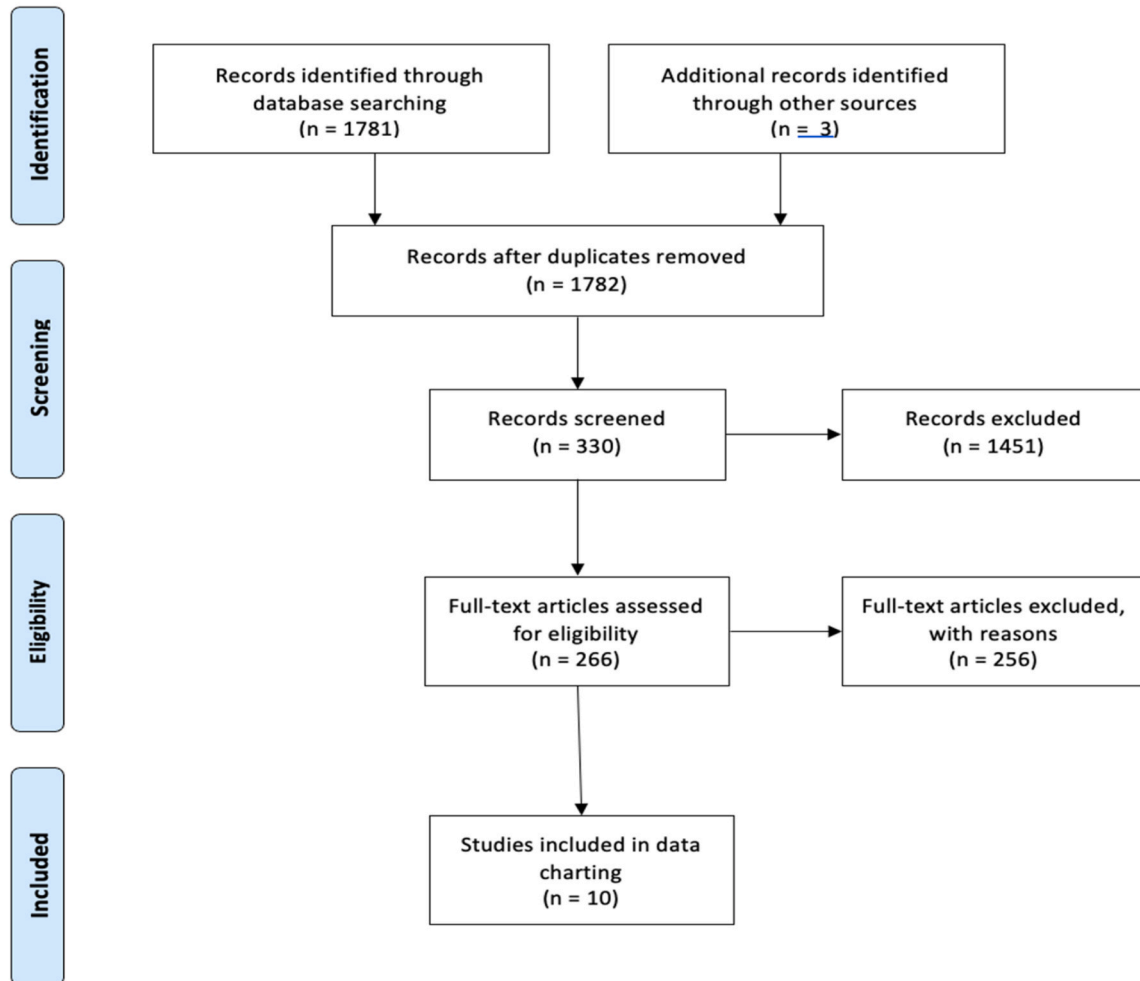 Identification
Records identified through
database searching
(n = 1781)
Additional records identified
through other sources
(n = 3)
Records after duplicates removed
(n = 1782)
Screening
Records screened
(n = 330)
Records excluded
(n = 1451)
Eligibility
Full-text articles assessed
for eligibility
(n = 266)
Full-text articles excluded,
with reasons
(n = 256)
Included
Studies included in data
charting
(n = 10)